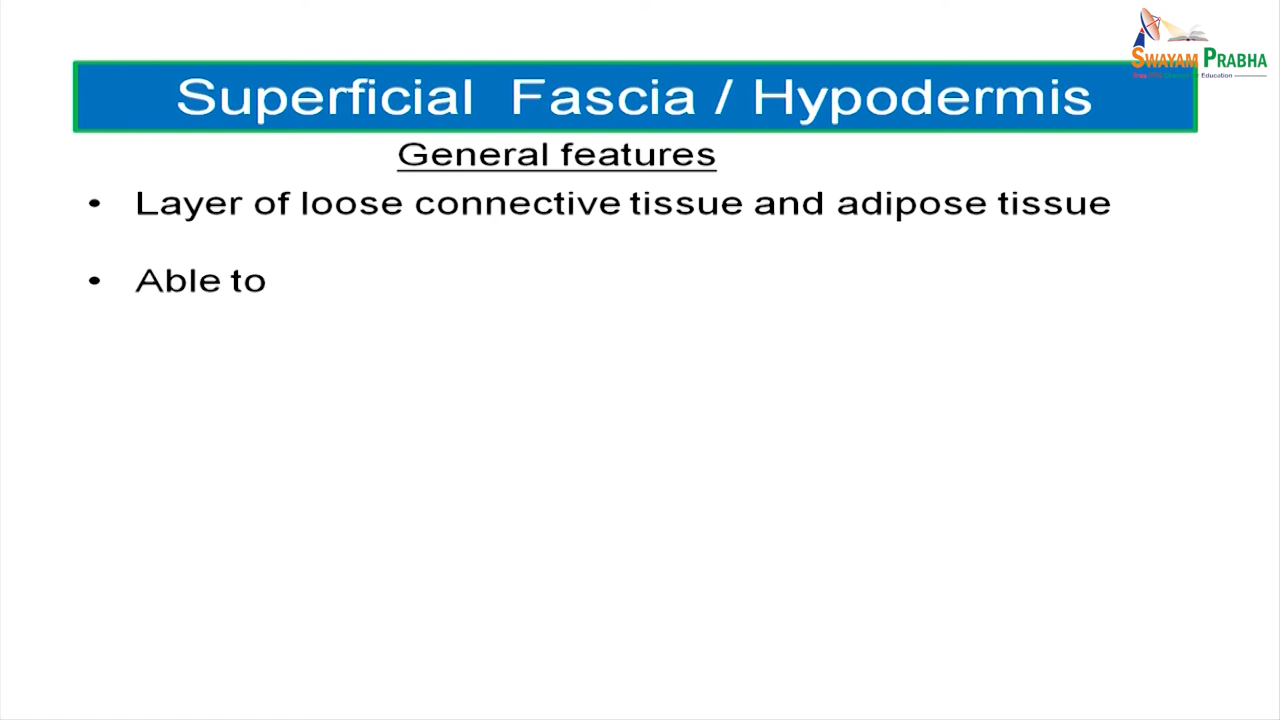 SWAYAM PRABHA
Superficial Fascia / Hypodermis
General features
• Layer of loose connective tissue and adipose tissue
• Able to